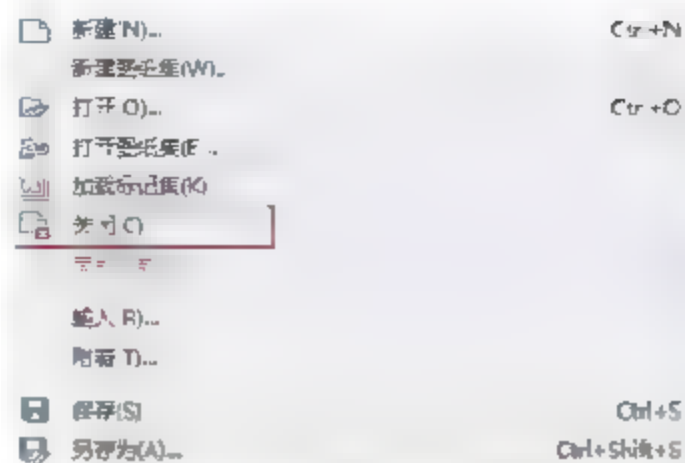 新建(N)... Ctrl+N
新建图纸集(W)...
打开(O)... Ctrl+O
打开图纸集(E)...
加载标记集(K)
关闭(C)
输入(R)...
附着(T)...
保存(S) Ctrl+S
另存为(A)... Ctrl+Shift+S